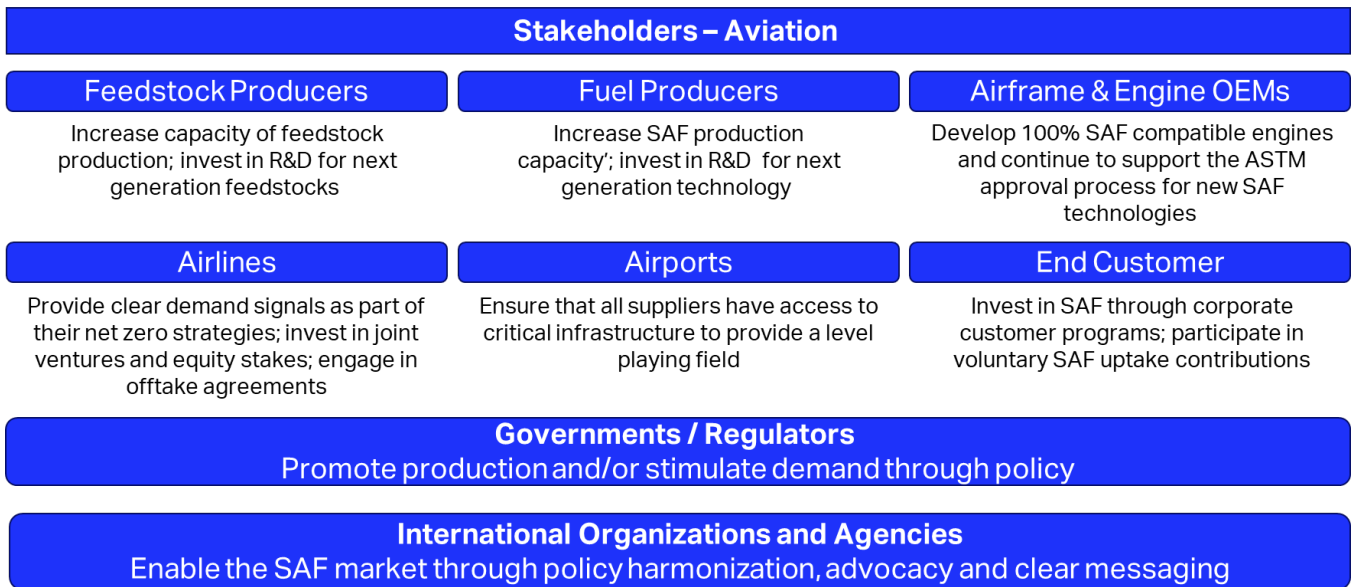 Stakeholders – Aviation
Feedstock Producers
Increase capacity of feedstock
production; invest in R&D for next
generation feedstocks
Fuel Producers
Increase SAF production
capacity’; invest in R&D for next
generation technology
Airframe & Engine OEMs
Develop 100% SAF compatible engines
and continue to support the ASTM
approval process for new SAF
technologies
Airlines
Provide clear demand signals as part of
their net zero strategies; invest in joint
ventures and equity stakes; engage in
offtake agreements
Airports
Ensure that all suppliers have access to
critical infrastructure to provide a level
playing field
End Customer
Invest in SAF through corporate
customer programs; participate in
voluntary SAF uptake contributions
Governments / Regulators
Promote production and/or stimulate demand through policy
International Organizations and Agencies
Enable the SAF market through policy harmonization, advocacy and clear messaging